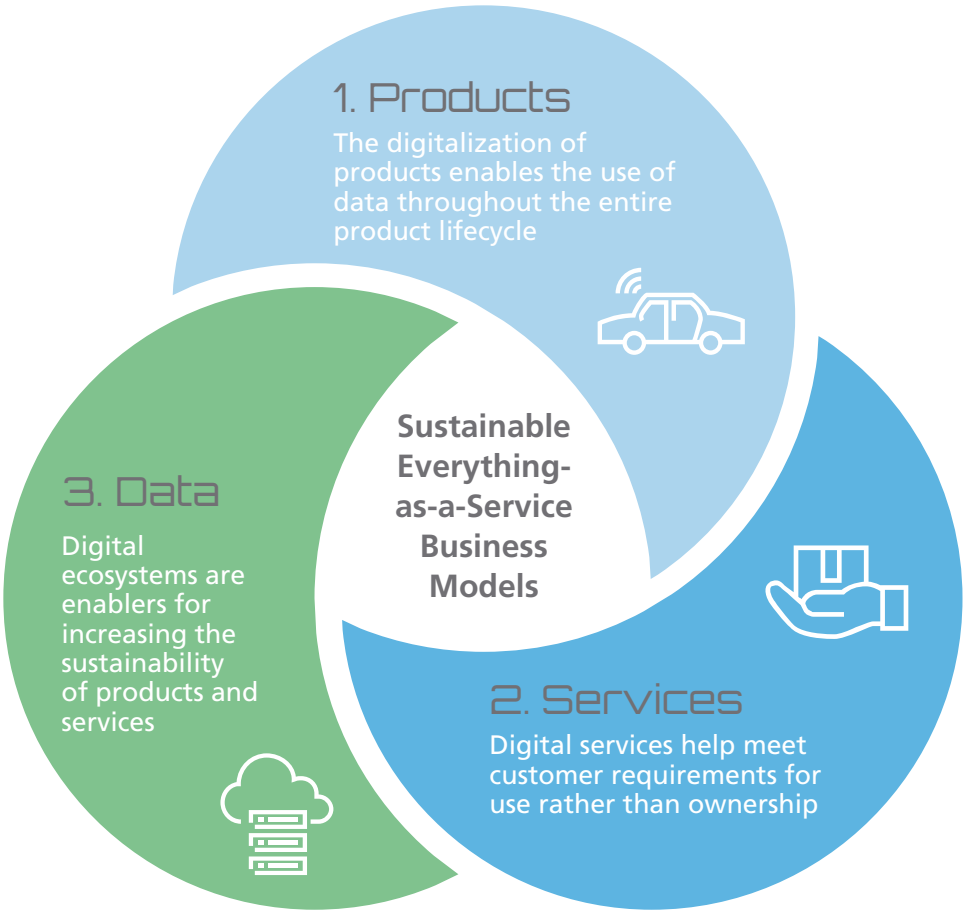 1. Products
The digitalization of
products enables the use of
data throughout the entire
product lifecycle
Sustainable
Everything-
as-a-Service
Business
Models
2. Services
Digital services help meet
customer requirements for
use rather than ownership
3. Data
Digital
ecosystems are
enablers for
increasing the
sustainability
of products and
services